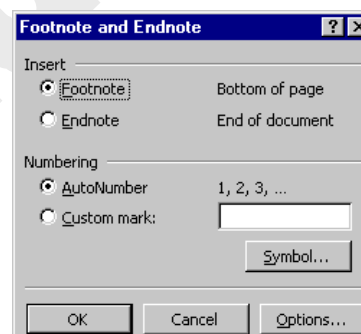 Footnote and Endnote
Insert
Footnote Bottom of page
Endnote End of document
Numbering
AutoNumber 1, 2, 3, ...
Custom mark:
Symbol...
OK Cancel Options...